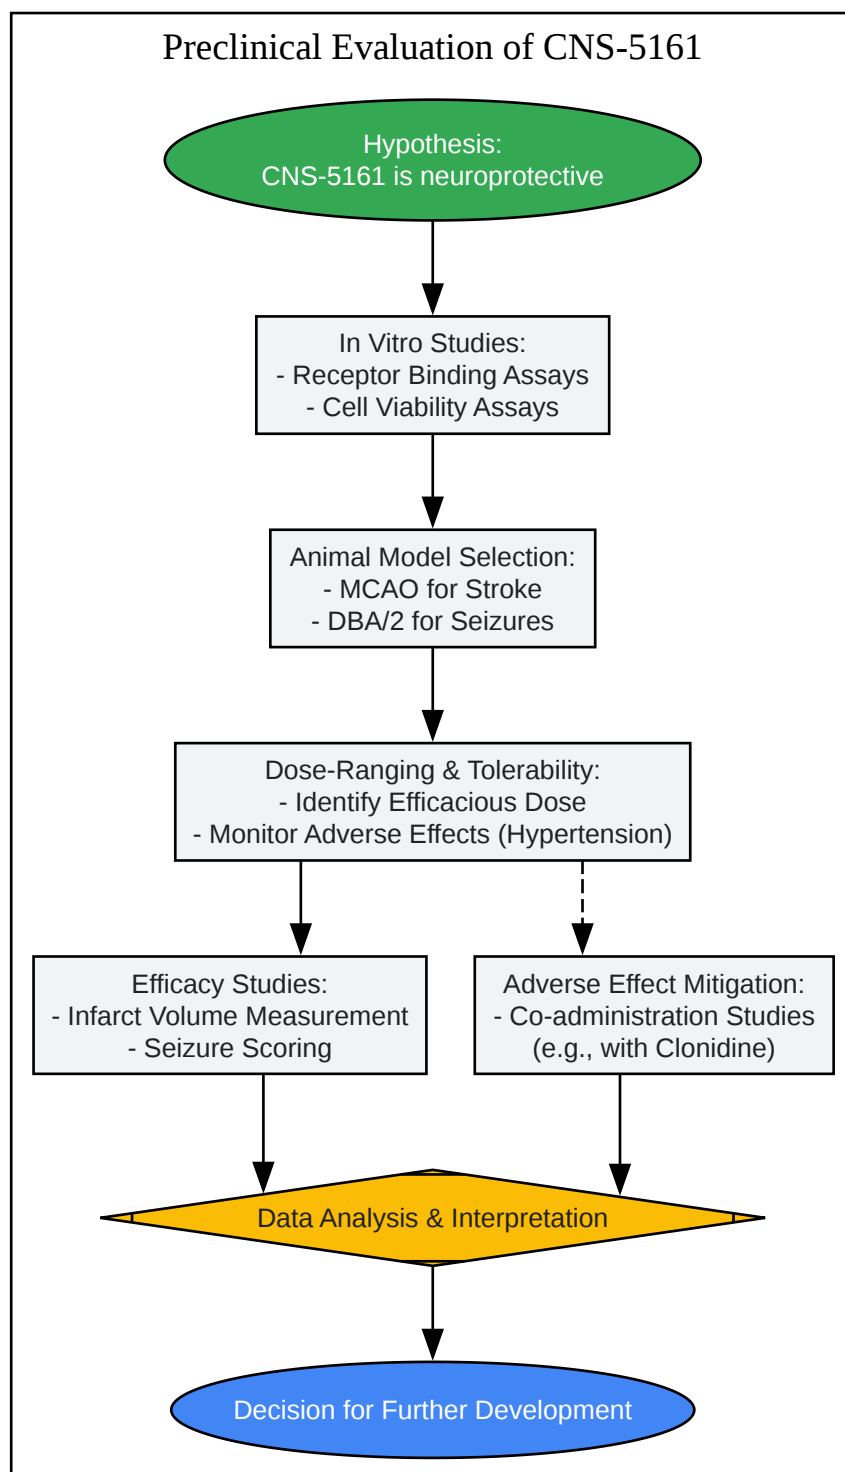 Preclinical Evaluation of CNS-5161
Hypothesis:
CNS-5161 is neuroprotective
In Vitro Studies:
- Receptor Binding Assays
- Cell Viability Assays
Animal Model Selection:
- MCAO for Stroke
- DBA/2 for Seizures
Dose-Ranging & Tolerability:
- Identify Efficacious Dose
- Monitor Adverse Effects (Hypertension)
Efficacy Studies:
- Infarct Volume Measurement
- Seizure Scoring
Adverse Effect Mitigation:
- Co-administration Studies
(e.g., with Clonidine)
Data Analysis & Interpretation
Decision for Further Development